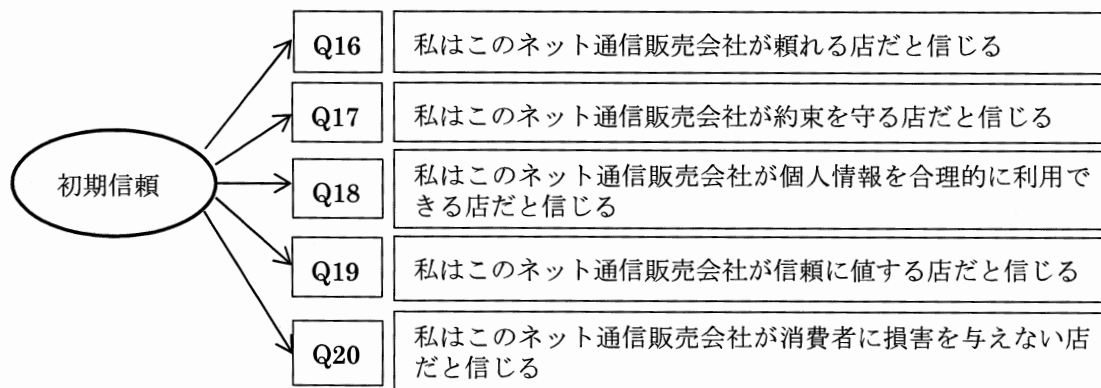 初期信頼
Q16
私はこのネット通信販売会社が頼れる店だと信じる
Q17
私はこのネット通信販売会社が約束を守る店だと信じる
Q18
私はこのネット通信販売会社が個人情報を合理的に利用で
きる店だと信じる
Q19
私はこのネット通信販売会社が信頼に値する店だと信じる
Q20
私はこのネット通信販売会社が消費者に損害を与えない店
だと信じる